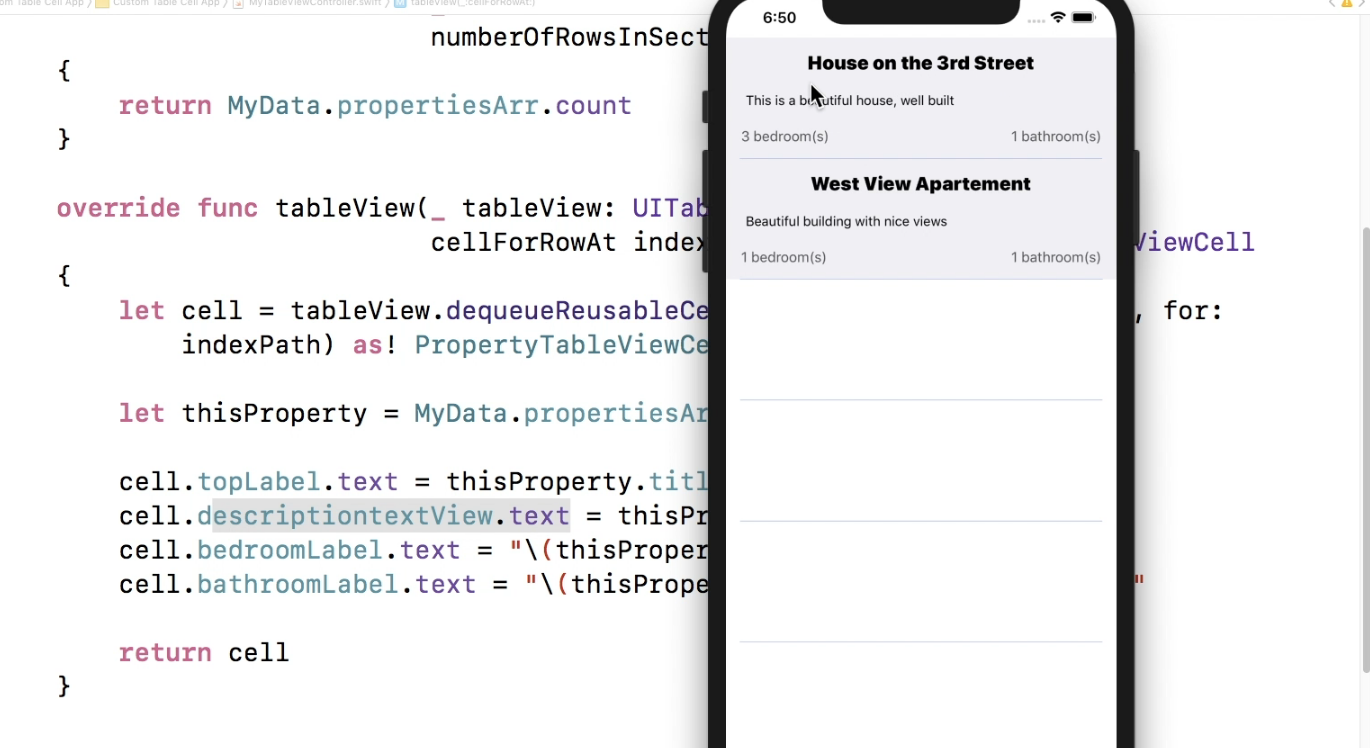 om Table Cell App
Custom Table Cell App
MyTableViewController.swift
M
tableView(_:cellForRowAt:)
numberOfRowsInSect
{
return MyData.propertiesArr.count
}
override func tableView(_ tableView: UITab
cellForRowAt index
ViewCell
{
let cell = tableView.dequeueReusableCe
, for:
indexPath) as! PropertyTableViewCe
let thisProperty = MyData.propertiesAr
cell.topLabel.text = thisProperty.titl
cell.descriptiontextView.text = thisPr
cell.bedroomLabel.text = "\(thisProper
cell.bathroomLabel.text = "\(thisPrope
"
return cell
}
6:50
House on the 3rd Street
This is a beautiful house, well built
3 bedroom(s)
1 bathroom(s)
West View Apartement
Beautiful building with nice views
1 bedroom(s)
1 bathroom(s)